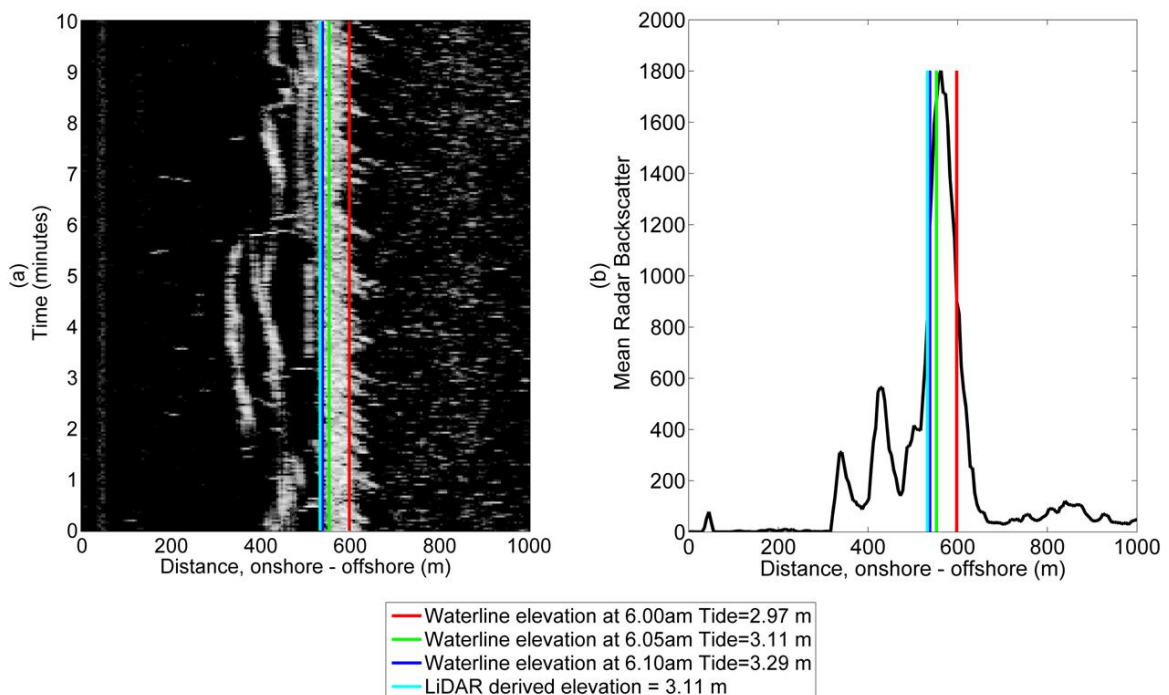 10
9
8
7
6
5
4
3
2
1
0
(a)
Time (minutes)
0 200 400 600 800 1000
Distance, onshore - offshore (m)
2000
1800
1600
1400
1200
1000
800
600
400
200
0
(b)
Mean Radar Backscatter
0 200 400 600 800 1000
Distance, onshore - offshore (m)
Waterline elevation at 6.00am Tide=2.97 m
Waterline elevation at 6.05am Tide=3.11 m
Waterline elevation at 6.10am Tide=3.29 m
LiDAR derived elevation = 3.11 m